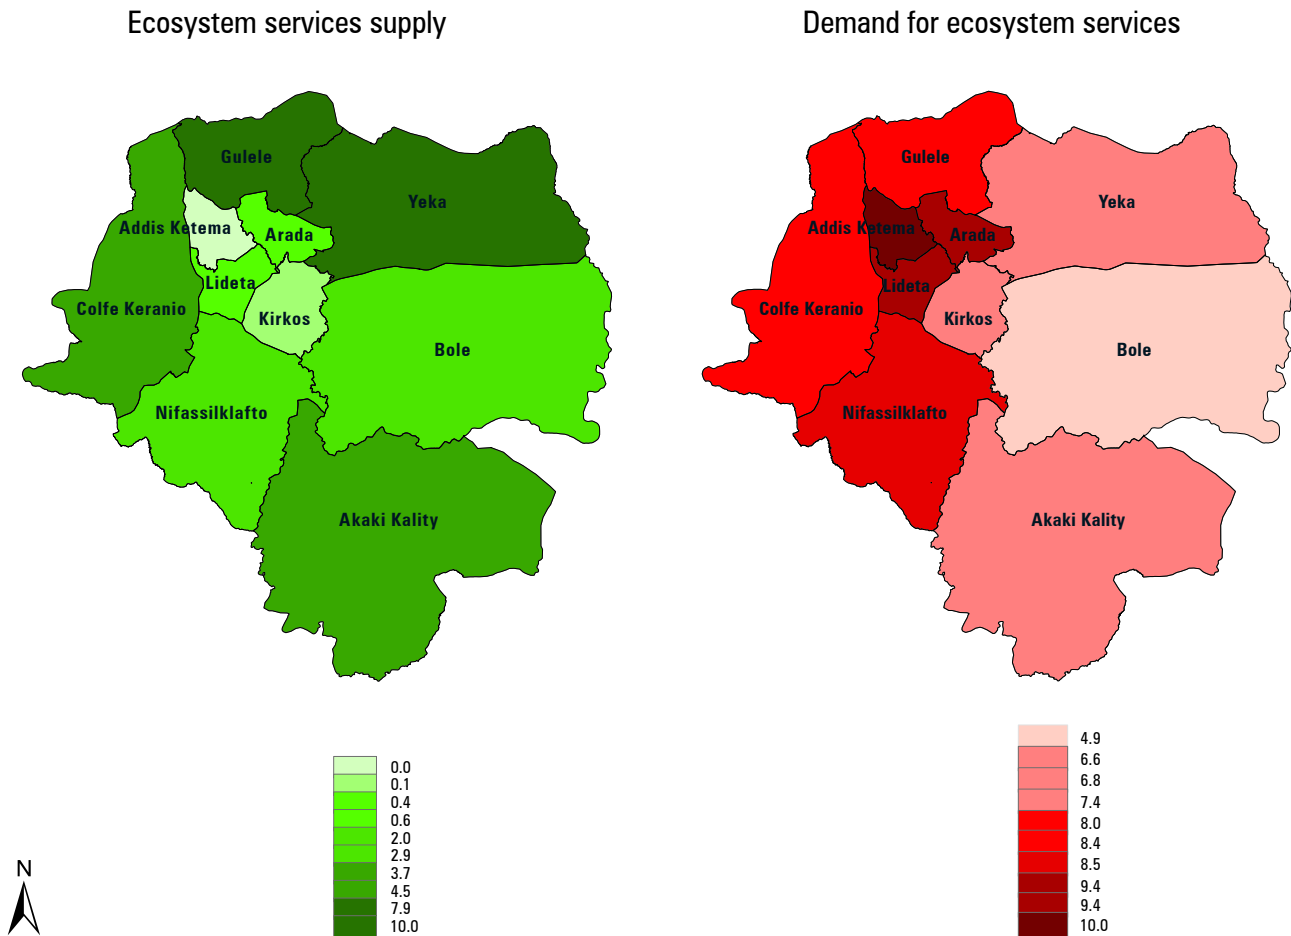 Ecosystem services supply
Gulele
Yeka
Addis Ketema
Arada
Lideta
Colfe Keranio
Kirkos
Bole
Nifassilklafto
Akaki Kality
0.0
0.1
0.4
0.6
2.0
2.9
3.7
4.5
7.9
10.0
N
Demand for ecosystem services
Gulele
Yeka
Addis Ketema
Arada
Lideta
Colfe Keranio
Kirkos
Bole
Nifassilklafto
Akaki Kality
4.9
6.6
6.8
7.4
8.0
8.4
8.5
9.4
9.4
10.0